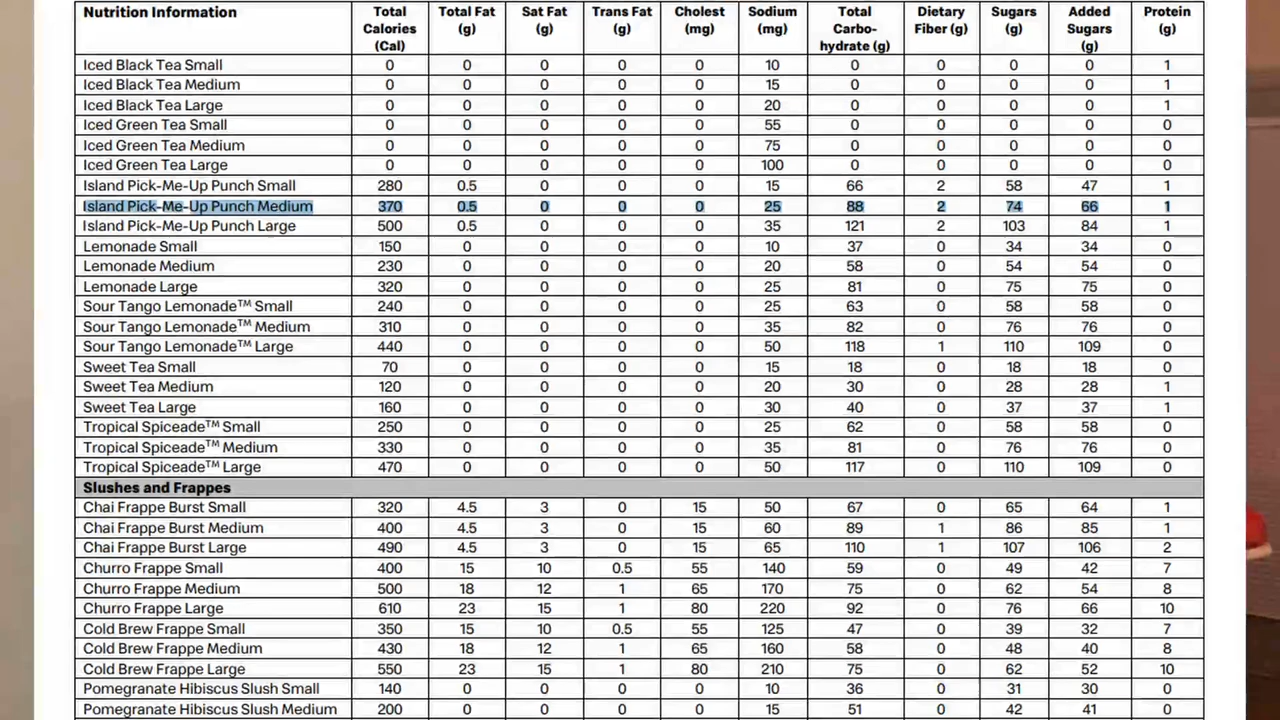 Nutrition Information Total Calories (Cal) Total Fat (g) Sat Fat (g) Trans Fat (g) Cholest (mg) Sodium (mg) Total Carbo-hydrate (g) Dietary Fiber (g) Sugars (g) Added Sugars (g) Protein (g)
Iced Black Tea Small 0 0 0 0 0 10 0 0 0 0 1
Iced Black Tea Medium 0 0 0 0 0 15 0 0 0 0 1
Iced Black Tea Large 0 0 0 0 0 20 0 0 0 0 1
Iced Green Tea Small 0 0 0 0 0 55 0 0 0 0 0
Iced Green Tea Medium 0 0 0 0 0 75 0 0 0 0 0
Iced Green Tea Large 0 0 0 0 0 100 0 0 0 0 0
Island Pick-Me-Up Punch Small 280 0.5 0 0 0 15 66 2 58 47 1
Island Pick-Me-Up Punch Medium 370 0.5 0 0 0 25 88 2 74 66 1
Island Pick-Me-Up Punch Large 500 0.5 0 0 0 35 121 2 103 84 1
Lemonade Small 150 0 0 0 0 10 37 0 34 34 0
Lemonade Medium 230 0 0 0 0 20 58 0 54 54 0
Lemonade Large 320 0 0 0 0 25 81 0 75 75 0
Sour Tango Lemonade™ Small 240 0 0 0 0 25 63 0 58 58 0
Sour Tango Lemonade™ Medium 310 0 0 0 0 35 82 0 76 76 0
Sour Tango Lemonade™ Large 440 0 0 0 0 50 118 1 110 109 0
Sweet Tea Small 70 0 0 0 0 15 18 0 18 18 0
Sweet Tea Medium 120 0 0 0 0 20 30 0 28 28 1
Sweet Tea Large 160 0 0 0 0 30 40 0 37 37 1
Tropical Spiceade™ Small 250 0 0 0 0 25 62 0 58 58 0
Tropical Spiceade™ Medium 330 0 0 0 0 35 81 0 76 76 0
Tropical Spiceade™ Large 470 0 0 0 0 50 117 0 110 109 0
Slushes and Frappes
Chai Frappe Burst Small 320 4.5 3 0 15 50 67 0 65 64 1
Chai Frappe Burst Medium 400 4.5 3 0 15 60 89 1 86 85 1
Chai Frappe Burst Large 490 4.5 3 0 15 65 110 1 107 106 2
Churro Frappe Small 400 15 10 0.5 55 140 59 0 49 42 7
Churro Frappe Medium 500 18 12 1 65 170 75 0 62 54 8
Churro Frappe Large 610 23 15 1 80 220 92 0 76 66 10
Cold Brew Frappe Small 350 15 10 0.5 55 125 47 0 39 32 7
Cold Brew Frappe Medium 430 18 12 1 65 160 58 0 48 40 8
Cold Brew Frappe Large 550 23 15 1 80 210 75 0 62 52 10
Pomegranate Hibiscus Slush Small 140 0 0 0 0 10 36 0 31 30 0
Pomegranate Hibiscus Slush Medium 200 0 0 0 0 15 51 0 42 41 0